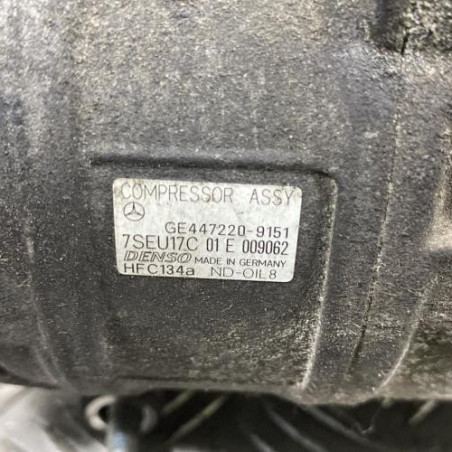 COMPRESSOR ASSY
GE447220-9151
7SEU17C 01 E 009062
DENSO MADE IN GERMANY
HFC134a ND-OIL8